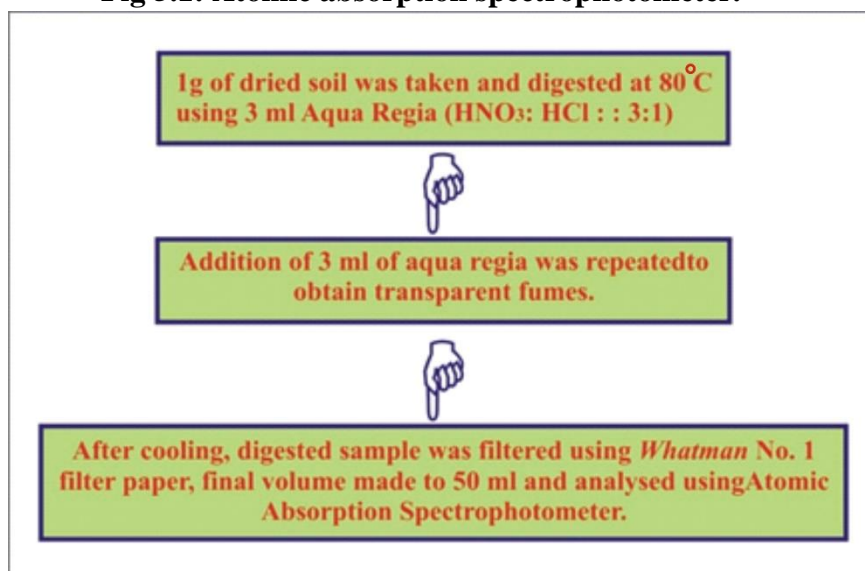 1g of dried soil was taken and digested at 80°C
using 3 ml Aqua Regia (HNO3: HCl : : 3:1)
Addition of 3 ml of aqua regia was repeatedto
obtain transparent fumes.
After cooling, digested sample was filtered using Whatman No. 1
filter paper, final volume made to 50 ml and analysed usingAtomic
Absorption Spectrophotometer.